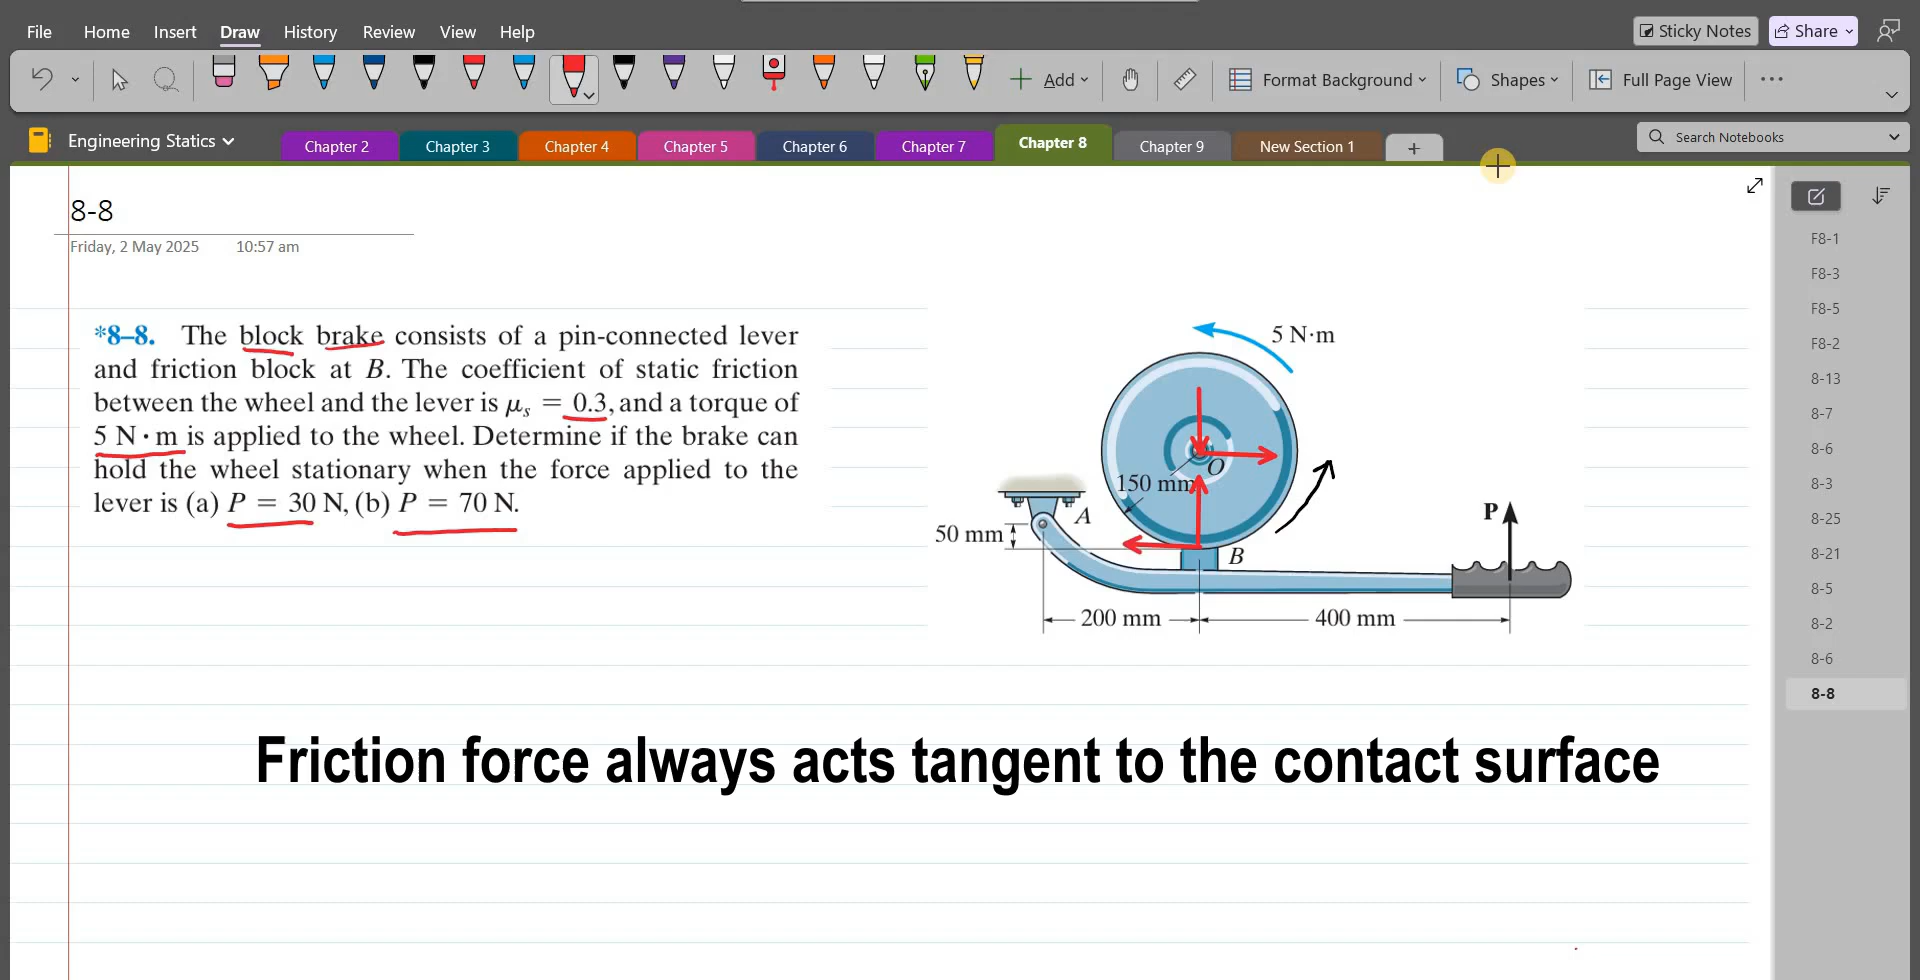 File Home Insert Draw History Review View Help
Sticky Notes Share
Add Format Background Shapes Full Page View
Engineering Statics Chapter 2 Chapter 3 Chapter 4 Chapter 5 Chapter 6 Chapter 7 Chapter 8 Chapter 9 New Section 1 + Search Notebooks
8-8
Friday, 2 May 2025 10:57 am
*8–8. The block brake consists of a pin-connected lever
and friction block at B. The coefficient of static friction
between the wheel and the lever is μs = 0.3, and a torque of
5 N·m is applied to the wheel. Determine if the brake can
hold the wheel stationary when the force applied to the
lever is (a) P = 30 N, (b) P = 70 N.
5 N·m
O
150 mm
A
P
50 mm
B
200 mm
400 mm
Friction force always acts tangent to the contact surface
F8-1
F8-3
F8-5
F8-2
8-13
8-7
8-6
8-3
8-25
8-21
8-5
8-2
8-6
8-8